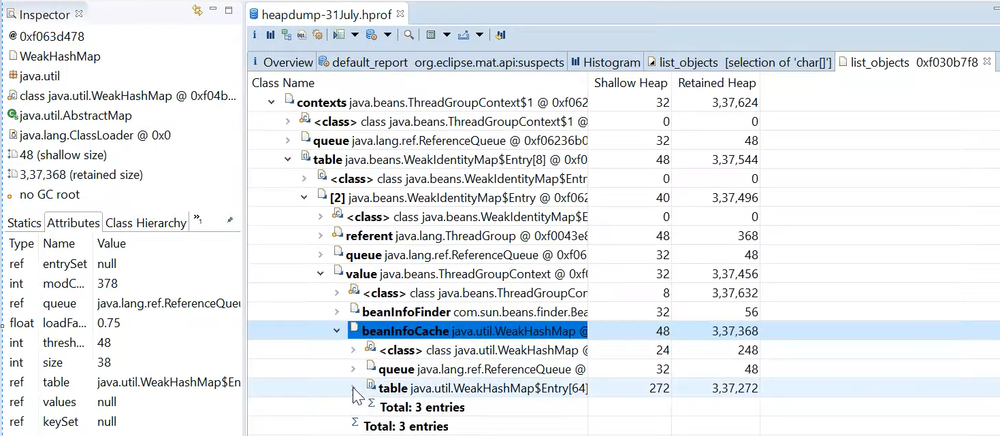 Inspector
@ 0xf063d478
WeakHashMap
java.util
class java.util.WeakHashMap @ 0xf04b...
java.util.AbstractMap
java.lang.ClassLoader @ 0x0
48 (shallow size)
3,37,368 (retained size)
no GC root
Statics Attributes Class Hierarchy »1
Type Name Value
ref entrySet null
int modC... 378
ref queue java.lang.ref.ReferenceQueu
float loadFa... 0.75
int thresh... 48
int size 38
ref table java.util.WeakHashMap$En
ref values null
ref keySet null
heapdump-31July.hprof
i OQL
i Overview default_report org.eclipse.mat.api:suspects Histogram list_objects [selection of 'char[]'] list_objects 0xf030b7f8
Class Name Shallow Heap Retained Heap
contexts java.beans.ThreadGroupContext$1 @ 0xf062 32 3,37,624
<class> class java.beans.ThreadGroupContext$1 @ 0 0
queue java.lang.ref.ReferenceQueue @ 0xf06236b0 32 48
table java.beans.WeakIdentityMap$Entry[8] @ 0xf0 48 3,37,544
<class> class java.beans.WeakIdentityMap$Entr 0 0
[2] java.beans.WeakIdentityMap$Entry @ 0xf062 40 3,37,496
<class> class java.beans.WeakIdentityMap$E 0 0
referent java.lang.ThreadGroup @ 0xf0043e8 48 368
queue java.lang.ref.ReferenceQueue @ 0xf06 32 48
value java.beans.ThreadGroupContext @ 0xf0 32 3,37,456
<class> class java.beans.ThreadGroupCon 8 3,37,632
beanInfoFinder com.sun.beans.finder.Bea 32 56
beanInfoCache java.util.WeakHashMap @ 48 3,37,368
<class> class java.util.WeakHashMap @ 24 248
queue java.lang.ref.ReferenceQueue @ 32 48
table java.util.WeakHashMap$Entry[64] 272 3,37,272
Σ Total: 3 entries
Σ Total: 3 entries